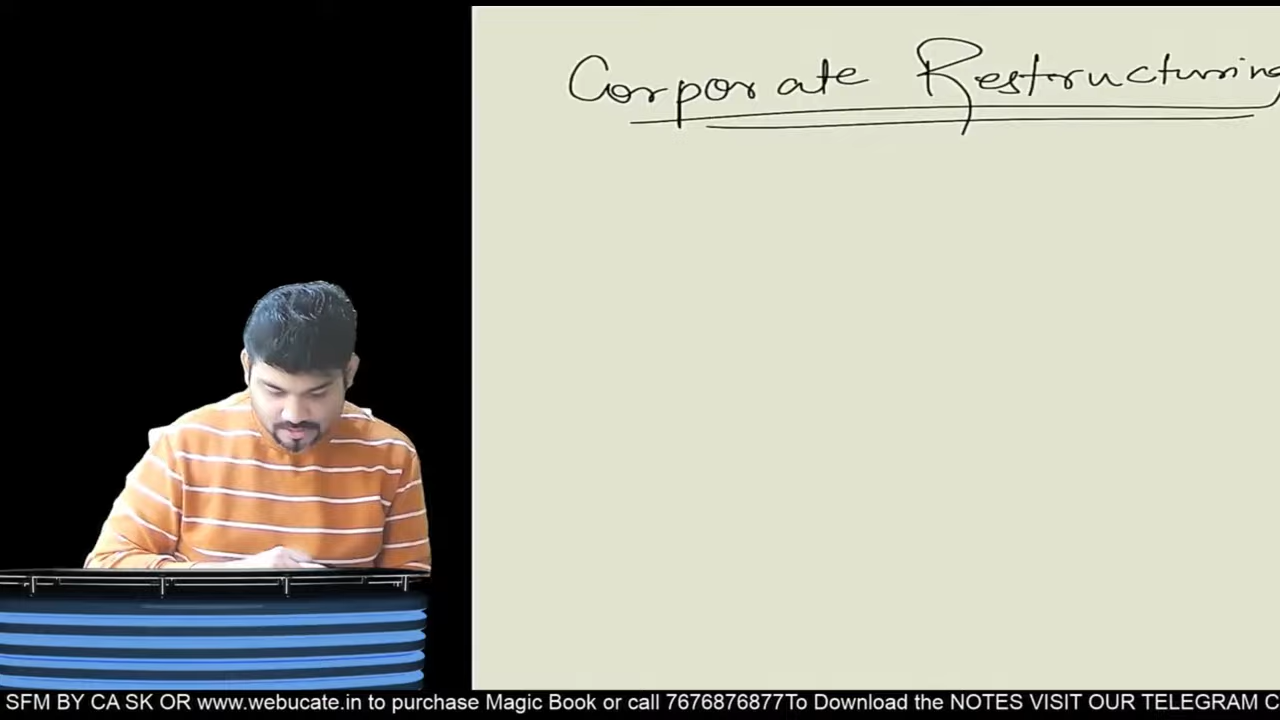 Corporate Restructuring
SFM BY CA SK OR www.webucate.in to purchase Magic Book or call 7676876877To Download the NOTES VISIT OUR TELEGRAM C